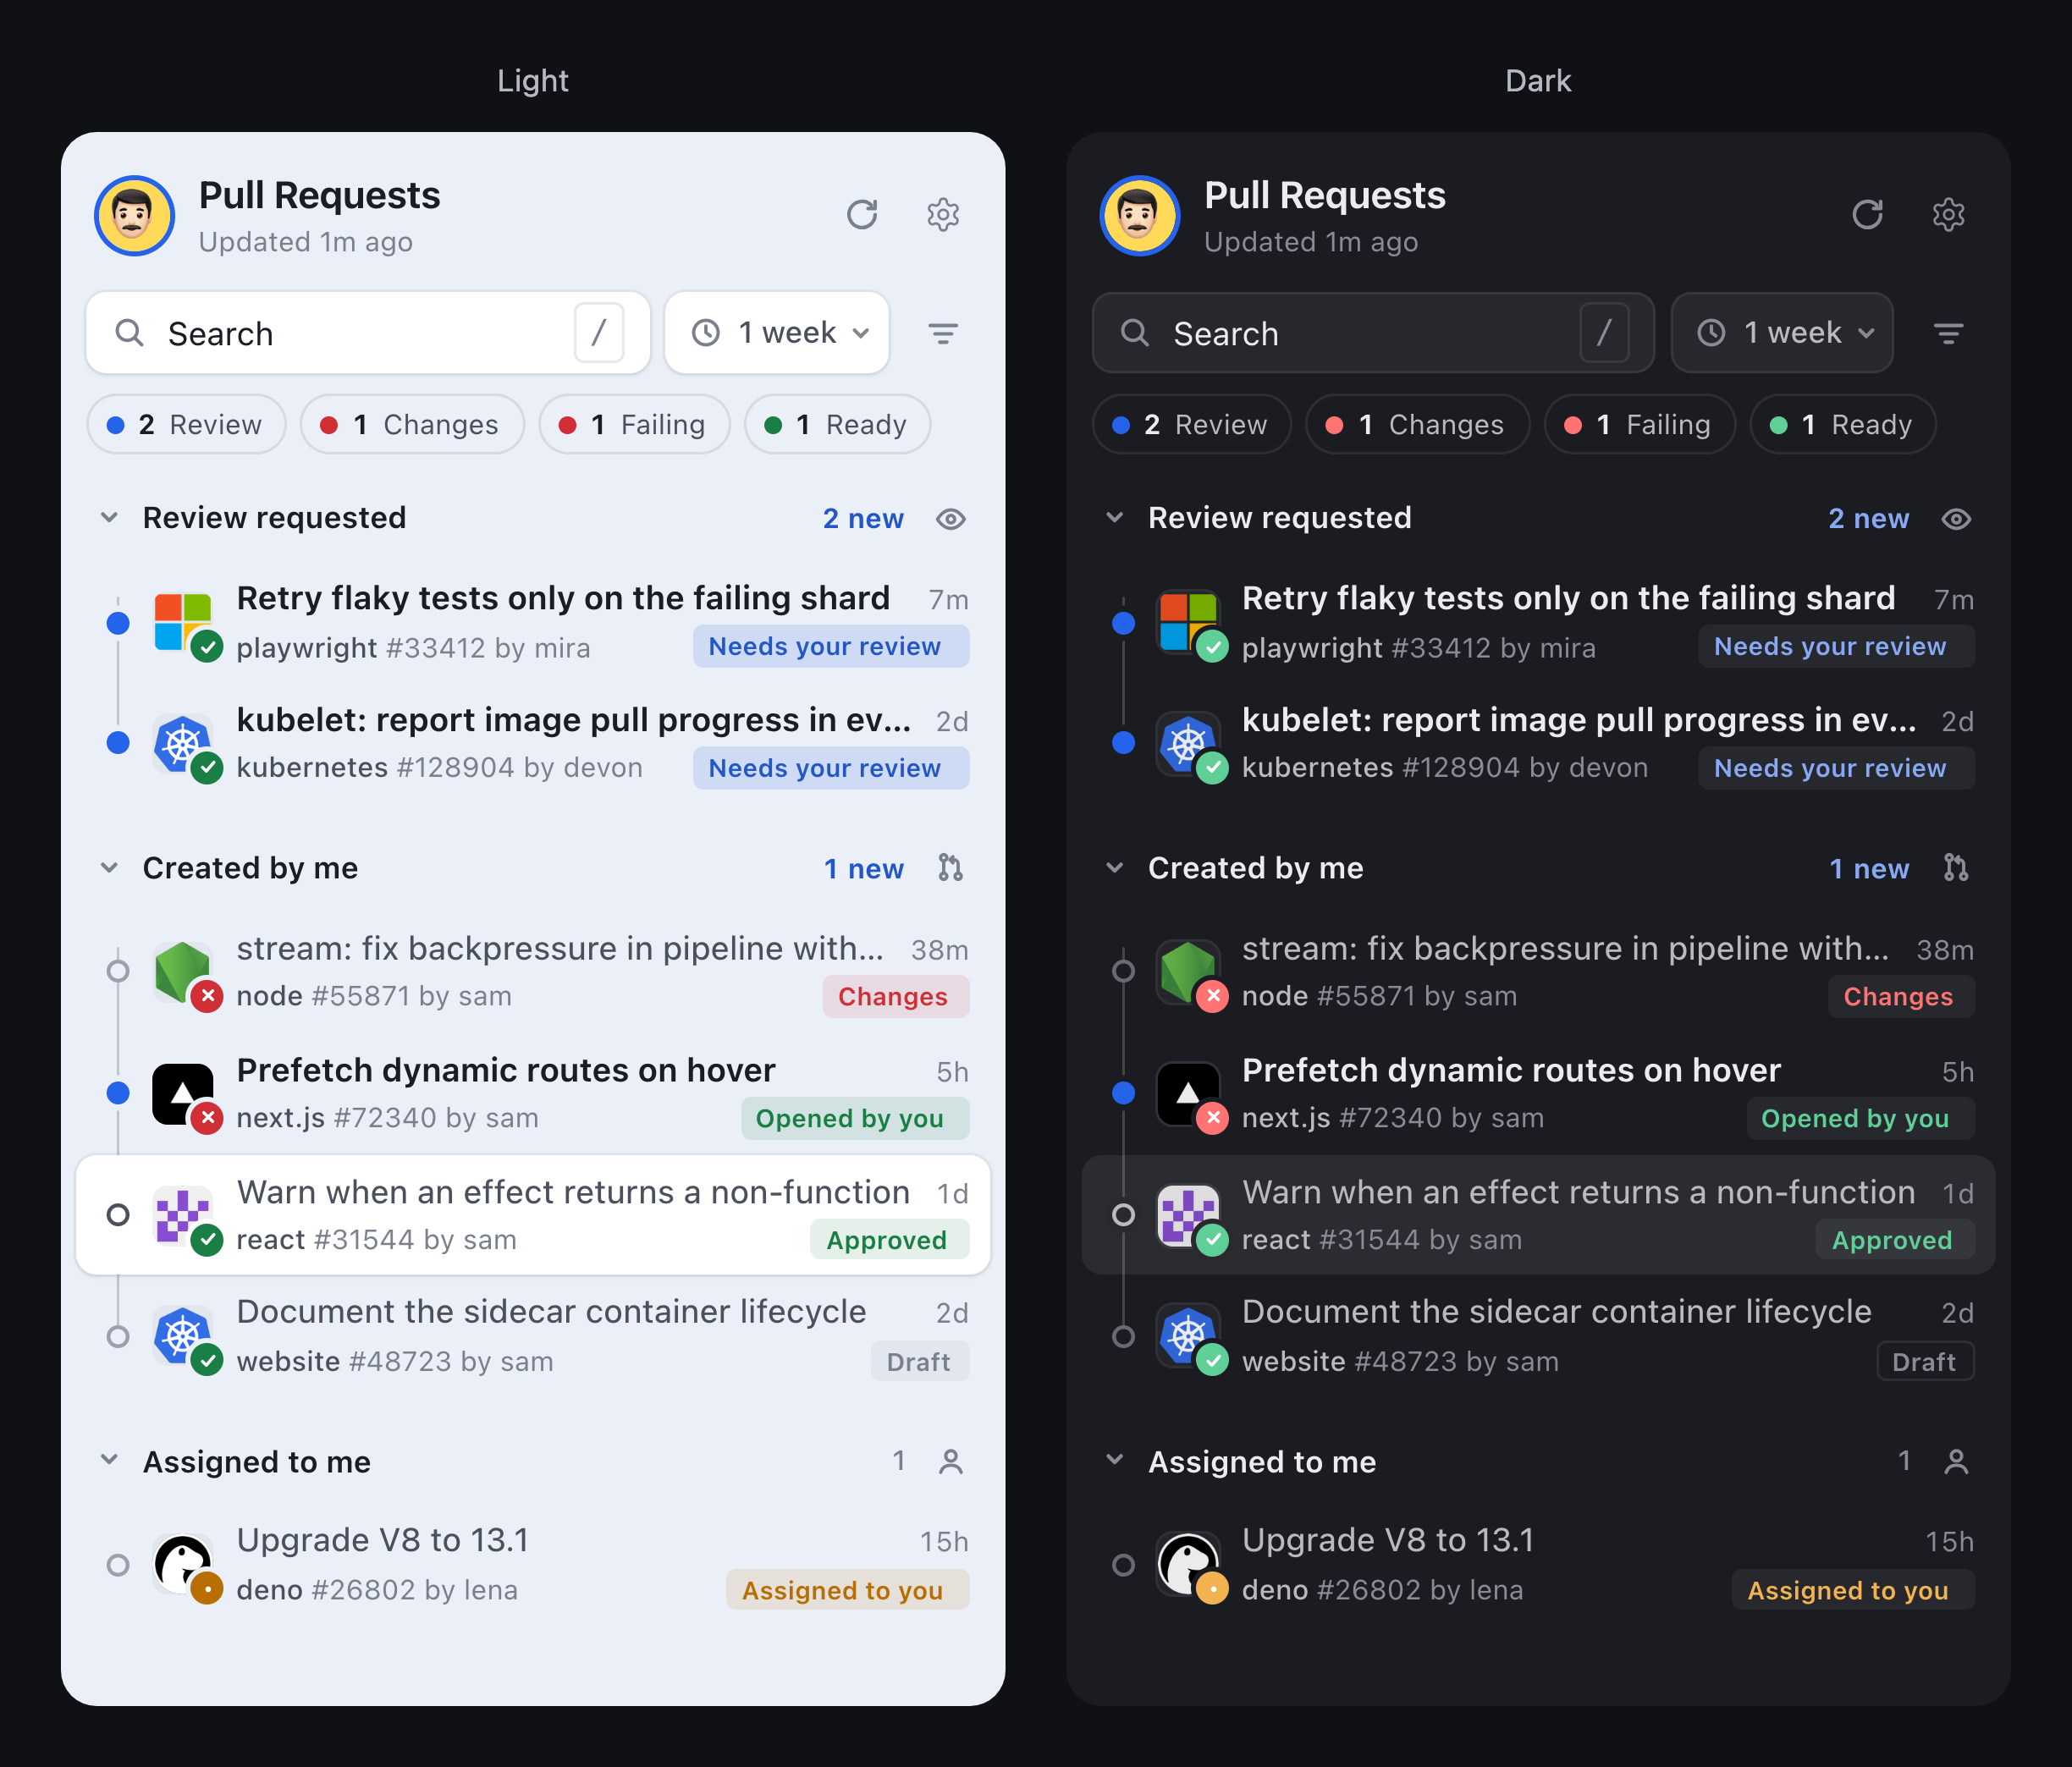 Light
Pull Requests
Updated 1m ago
Search /
1 week
2 Review
1 Changes
1 Failing
1 Ready
Review requested 2 new
Retry flaky tests only on the failing shard 7m
playwright #33412 by mira Needs your review
kubelet: report image pull progress in ev... 2d
kubernetes #128904 by devon Needs your review
Created by me 1 new
stream: fix backpressure in pipeline with... 38m
node #55871 by sam Changes
Prefetch dynamic routes on hover 5h
next.js #72340 by sam Opened by you
Warn when an effect returns a non-function 1d
react #31544 by sam Approved
Document the sidecar container lifecycle 2d
website #48723 by sam Draft
Assigned to me 1
Upgrade V8 to 13.1 15h
deno #26802 by lena Assigned to you
Dark
Pull Requests
Updated 1m ago
Search /
1 week
2 Review
1 Changes
1 Failing
1 Ready
Review requested 2 new
Retry flaky tests only on the failing shard 7m
playwright #33412 by mira Needs your review
kubelet: report image pull progress in ev... 2d
kubernetes #128904 by devon Needs your review
Created by me 1 new
stream: fix backpressure in pipeline with... 38m
node #55871 by sam Changes
Prefetch dynamic routes on hover 5h
next.js #72340 by sam Opened by you
Warn when an effect returns a non-function 1d
react #31544 by sam Approved
Document the sidecar container lifecycle 2d
website #48723 by sam Draft
Assigned to me 1
Upgrade V8 to 13.1 15h
deno #26802 by lena Assigned to you